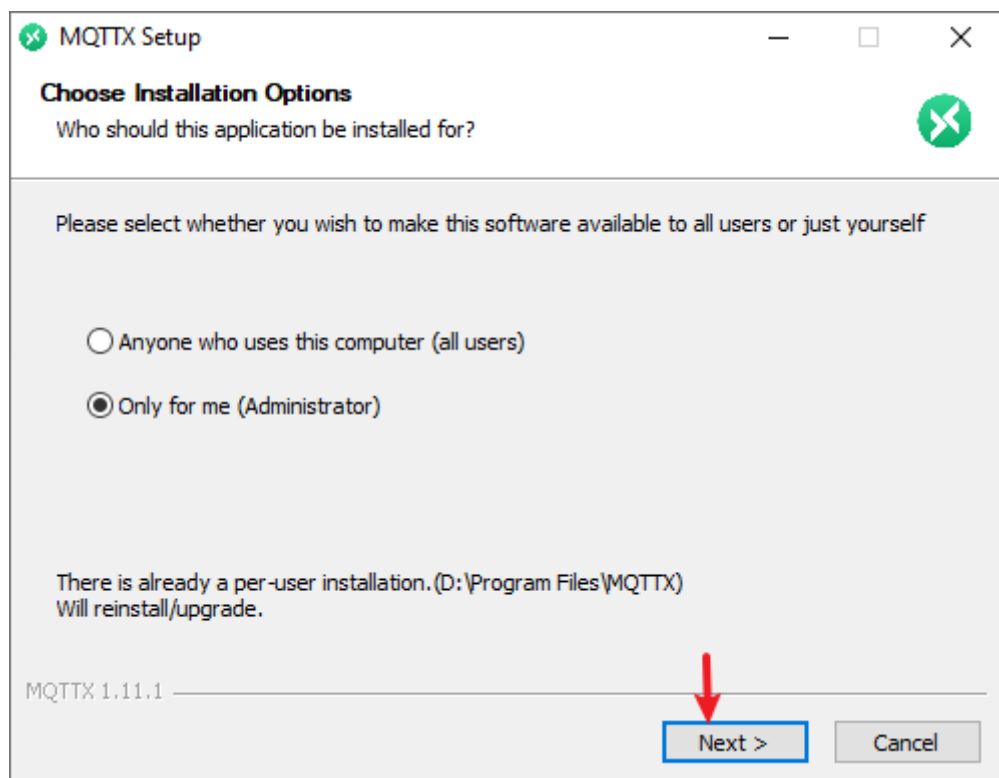 MQTTX Setup
Choose Installation Options
Who should this application be installed for?
Please select whether you wish to make this software available to all users or just yourself
Anyone who uses this computer (all users)
Only for me (Administrator)
There is already a per-user installation.(D:\Program Files\MQTTX)
Will reinstall/upgrade.
MQTTX 1.11.1
Next >
Cancel